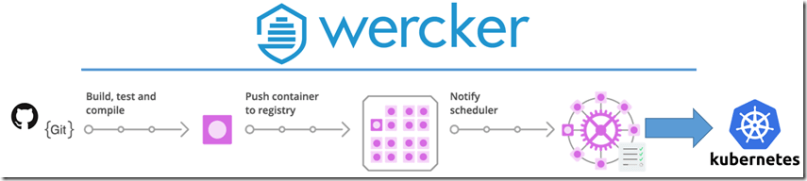 wercker
Build, test and
compile
Push container
to registry
Notify
scheduler
{Git}
kubernetes